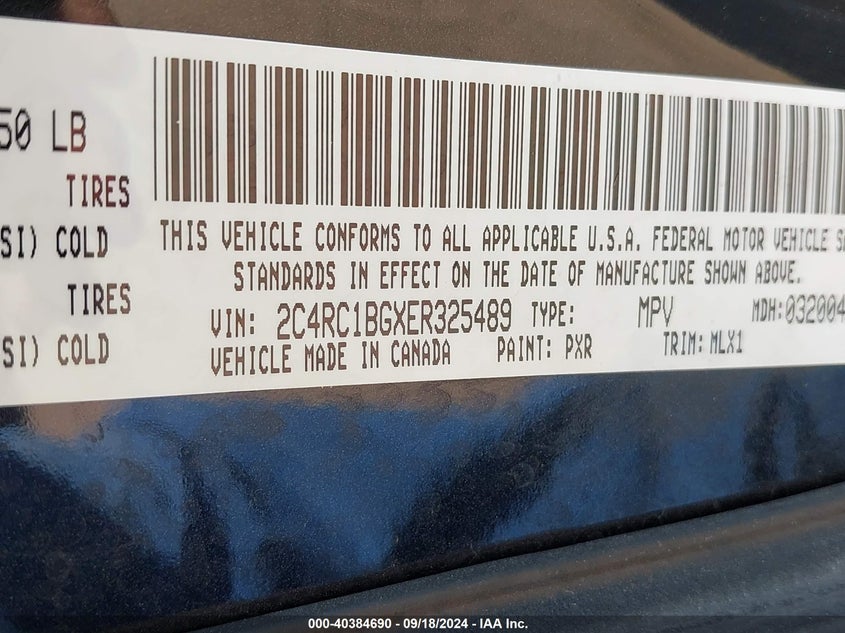 50 LB
TIRES
SI) COLD
TIRES
SI) COLD
THIS VEHICLE CONFORMS TO ALL APPLICABLE U.S.A. FEDERAL MOTOR VEHICLE
STANDARDS IN EFFECT ON THE DATE OF MANUFACTURE SHOWN ABOVE.
VIN: 2C4RC1BGXER325489 TYPE: MPV MDH:032004
VEHICLE MADE IN CANADA PAINT: PXR TRIM: MLX1
000-40384690 - 09/18/2024 - IAA Inc.